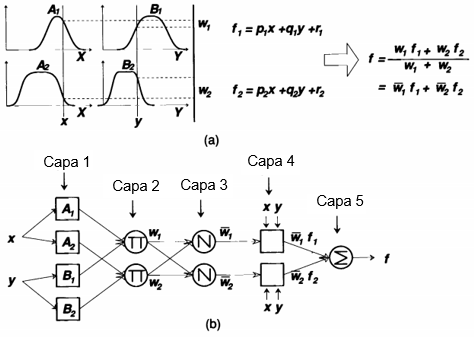 A₁
B₁
w₁
f₁ = p₁x +q₁y +r₁
X
Y
A₂
B₂
w₂
f₂ = p₂x +q₂y +r₂
X
Y
x
y
f = w₁ f₁ + w₂ f₂ / w₁ + w₂
= w̅₁ f₁ + w̅₂ f₂
(a)
Capa 1
Capa 2
Capa 3
Capa 4
Capa 5
x y
A₁
x
A₂
Π
w₁
N
w̅₁
w̅₁ f₁
Σ
f
y
B₁
B₂
Π
w₂
N
w̅₂
w̅₂ f₂
x y
(b)